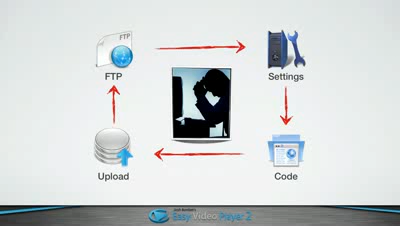 FTP
FTP
Settings
Upload
Code
Easy Video Player 2